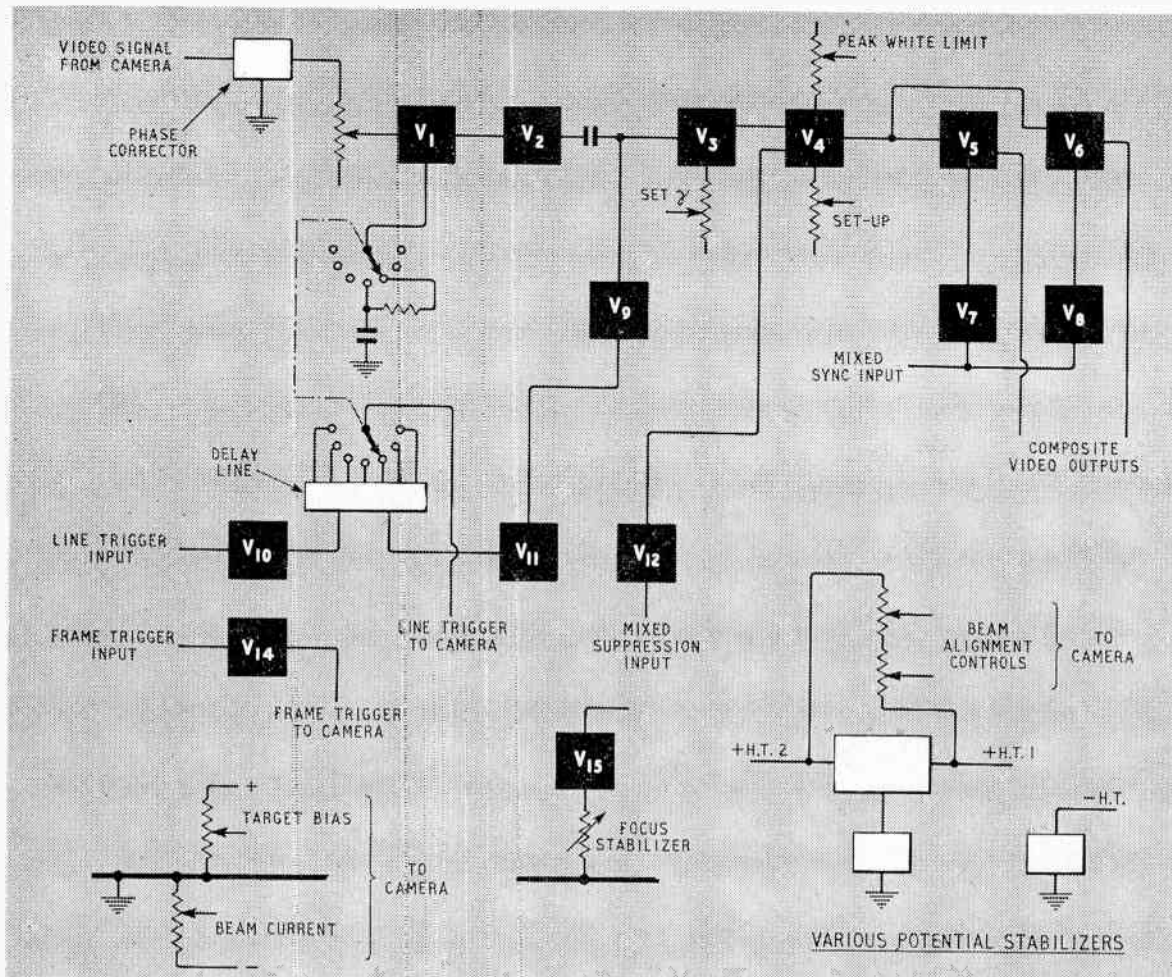 VIDEO SIGNAL
FROM CAMERA
PHASE
CORRECTOR
PEAK WHITE LIMIT
V1
V2
V3
V4
V5
V6
SET γ
SET-UP
V9
V7
V8
MIXED
SYNC INPUT
COMPOSITE
VIDEO OUTPUTS
DELAY
LINE
LINE TRIGGER
INPUT
V10
V11
V12
FRAME TRIGGER
INPUT
V14
LINE TRIGGER
TO CAMERA
MIXED
SUPPRESSION
INPUT
FRAME TRIGGER
TO CAMERA
BEAM
ALIGNMENT
CONTROLS
TO
CAMERA
+H.T. 2
+H.T. 1
-H.T.
V15
FOCUS
STABILIZER
+
TARGET BIAS
TO
CAMERA
BEAM CURRENT
-
VARIOUS POTENTIAL STABILIZERS